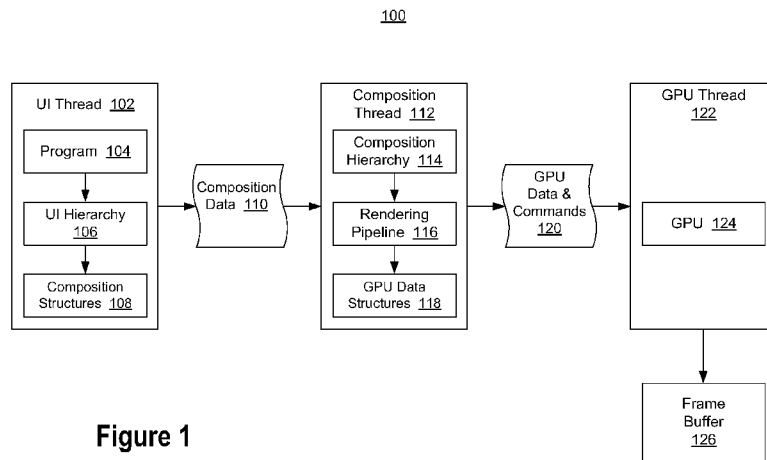 100
UI Thread 102
Program 104
UI Hierarchy
106
Composition
Structures 108
Composition
Data 110
Composition
Thread 112
Composition
Hierarchy 114
Rendering
Pipeline 116
GPU Data
Structures 118
GPU
Data &
Commands
120
GPU Thread
122
GPU 124
Frame
Buffer
126
Figure 1